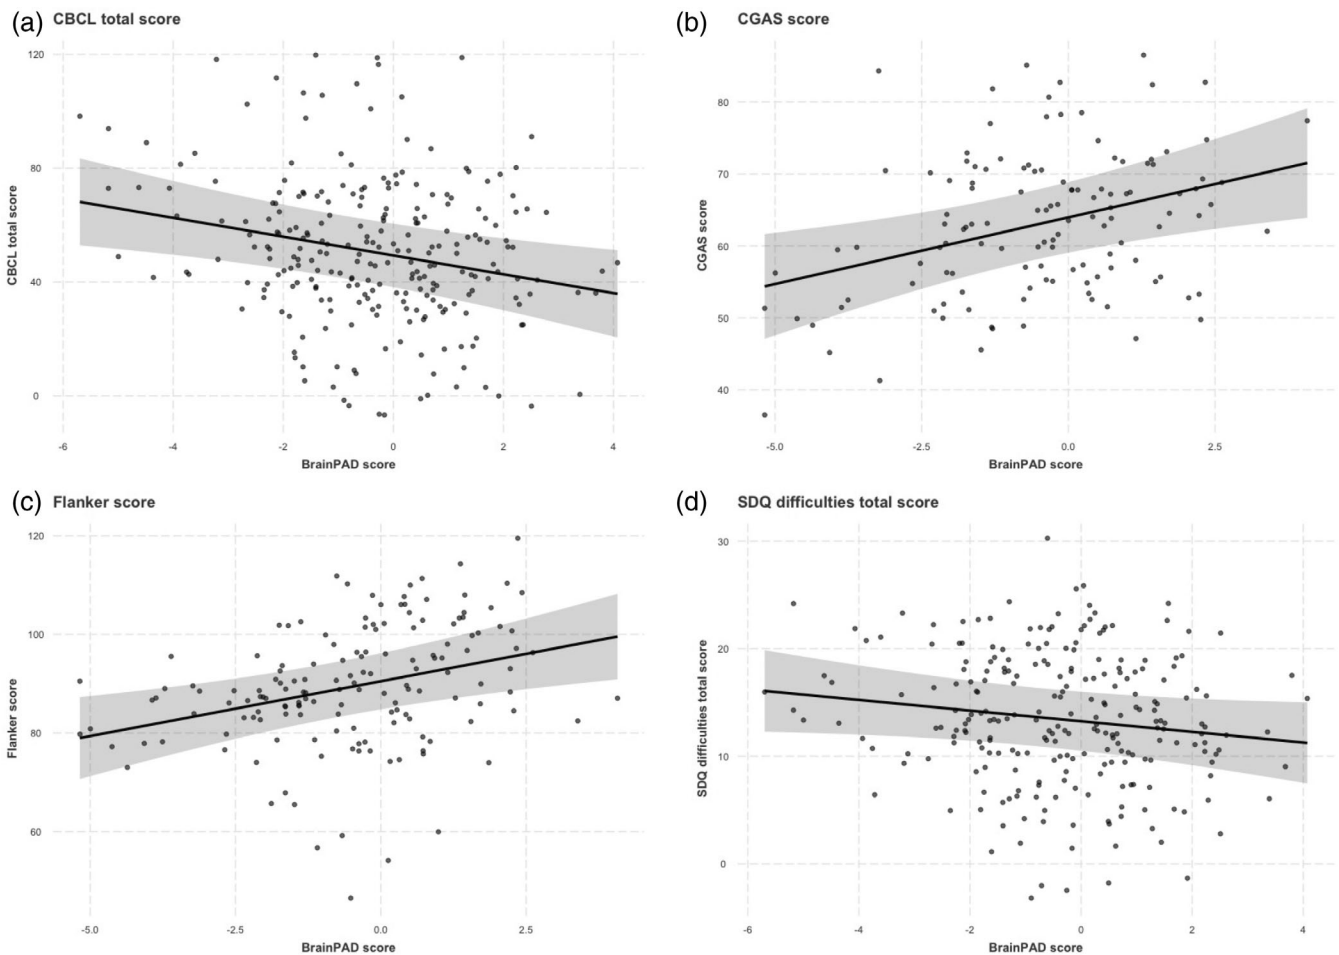 (a) CBCL total score
120
80
40
0
CBCL total score
-6 -4 -2 0 2 4
BrainPAD score
(b) CGAS score
80
70
60
50
40
CGAS score
-5.0 -2.5 0.0 2.5
BrainPAD score
(c) Flanker score
120
100
80
60
Flanker score
-5.0 -2.5 0.0 2.5
BrainPAD score
(d) SDQ difficulties total score
30
20
10
0
SDQ difficulties total score
-6 -4 -2 0 2 4
BrainPAD score